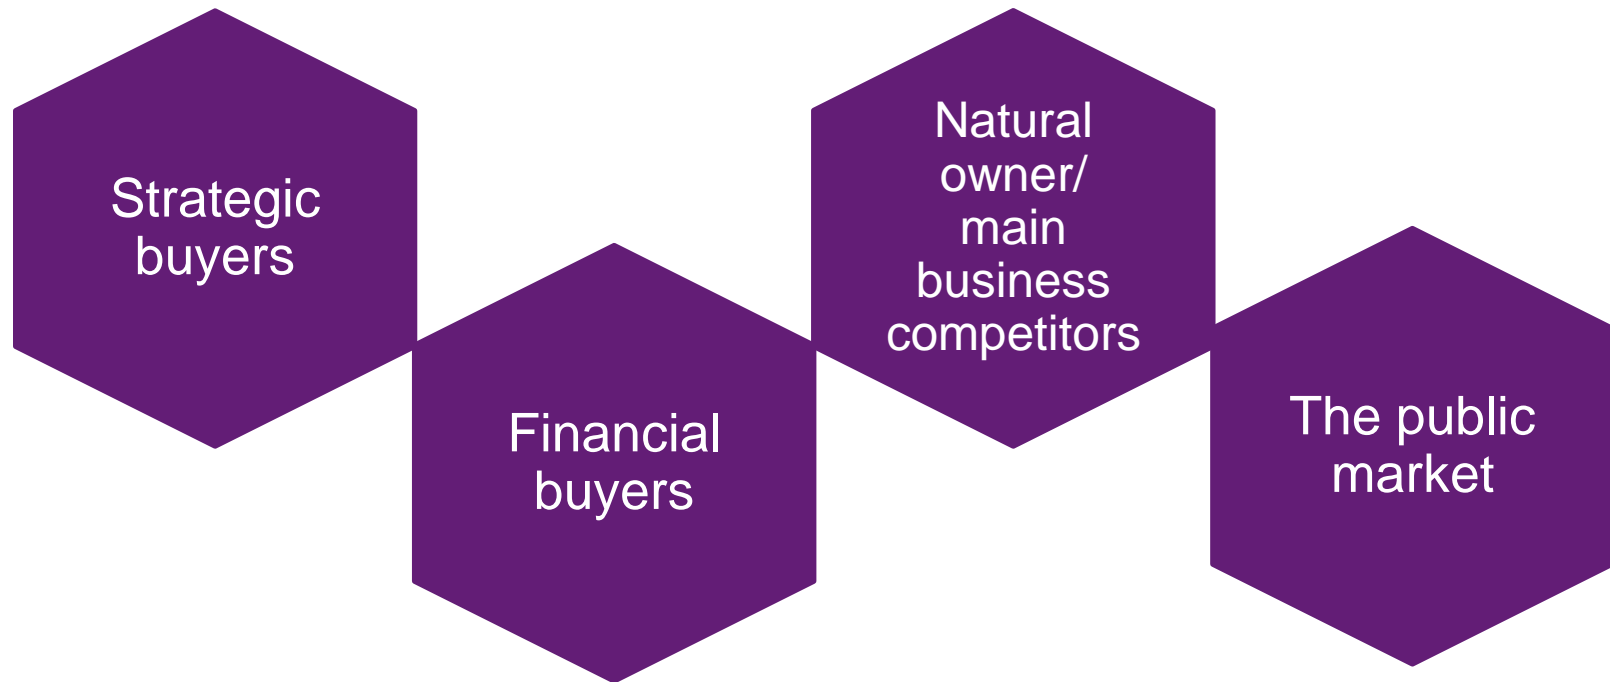 Strategic
buyers
Financial
buyers
Natural
owner/
main
business
competitors
The public
market